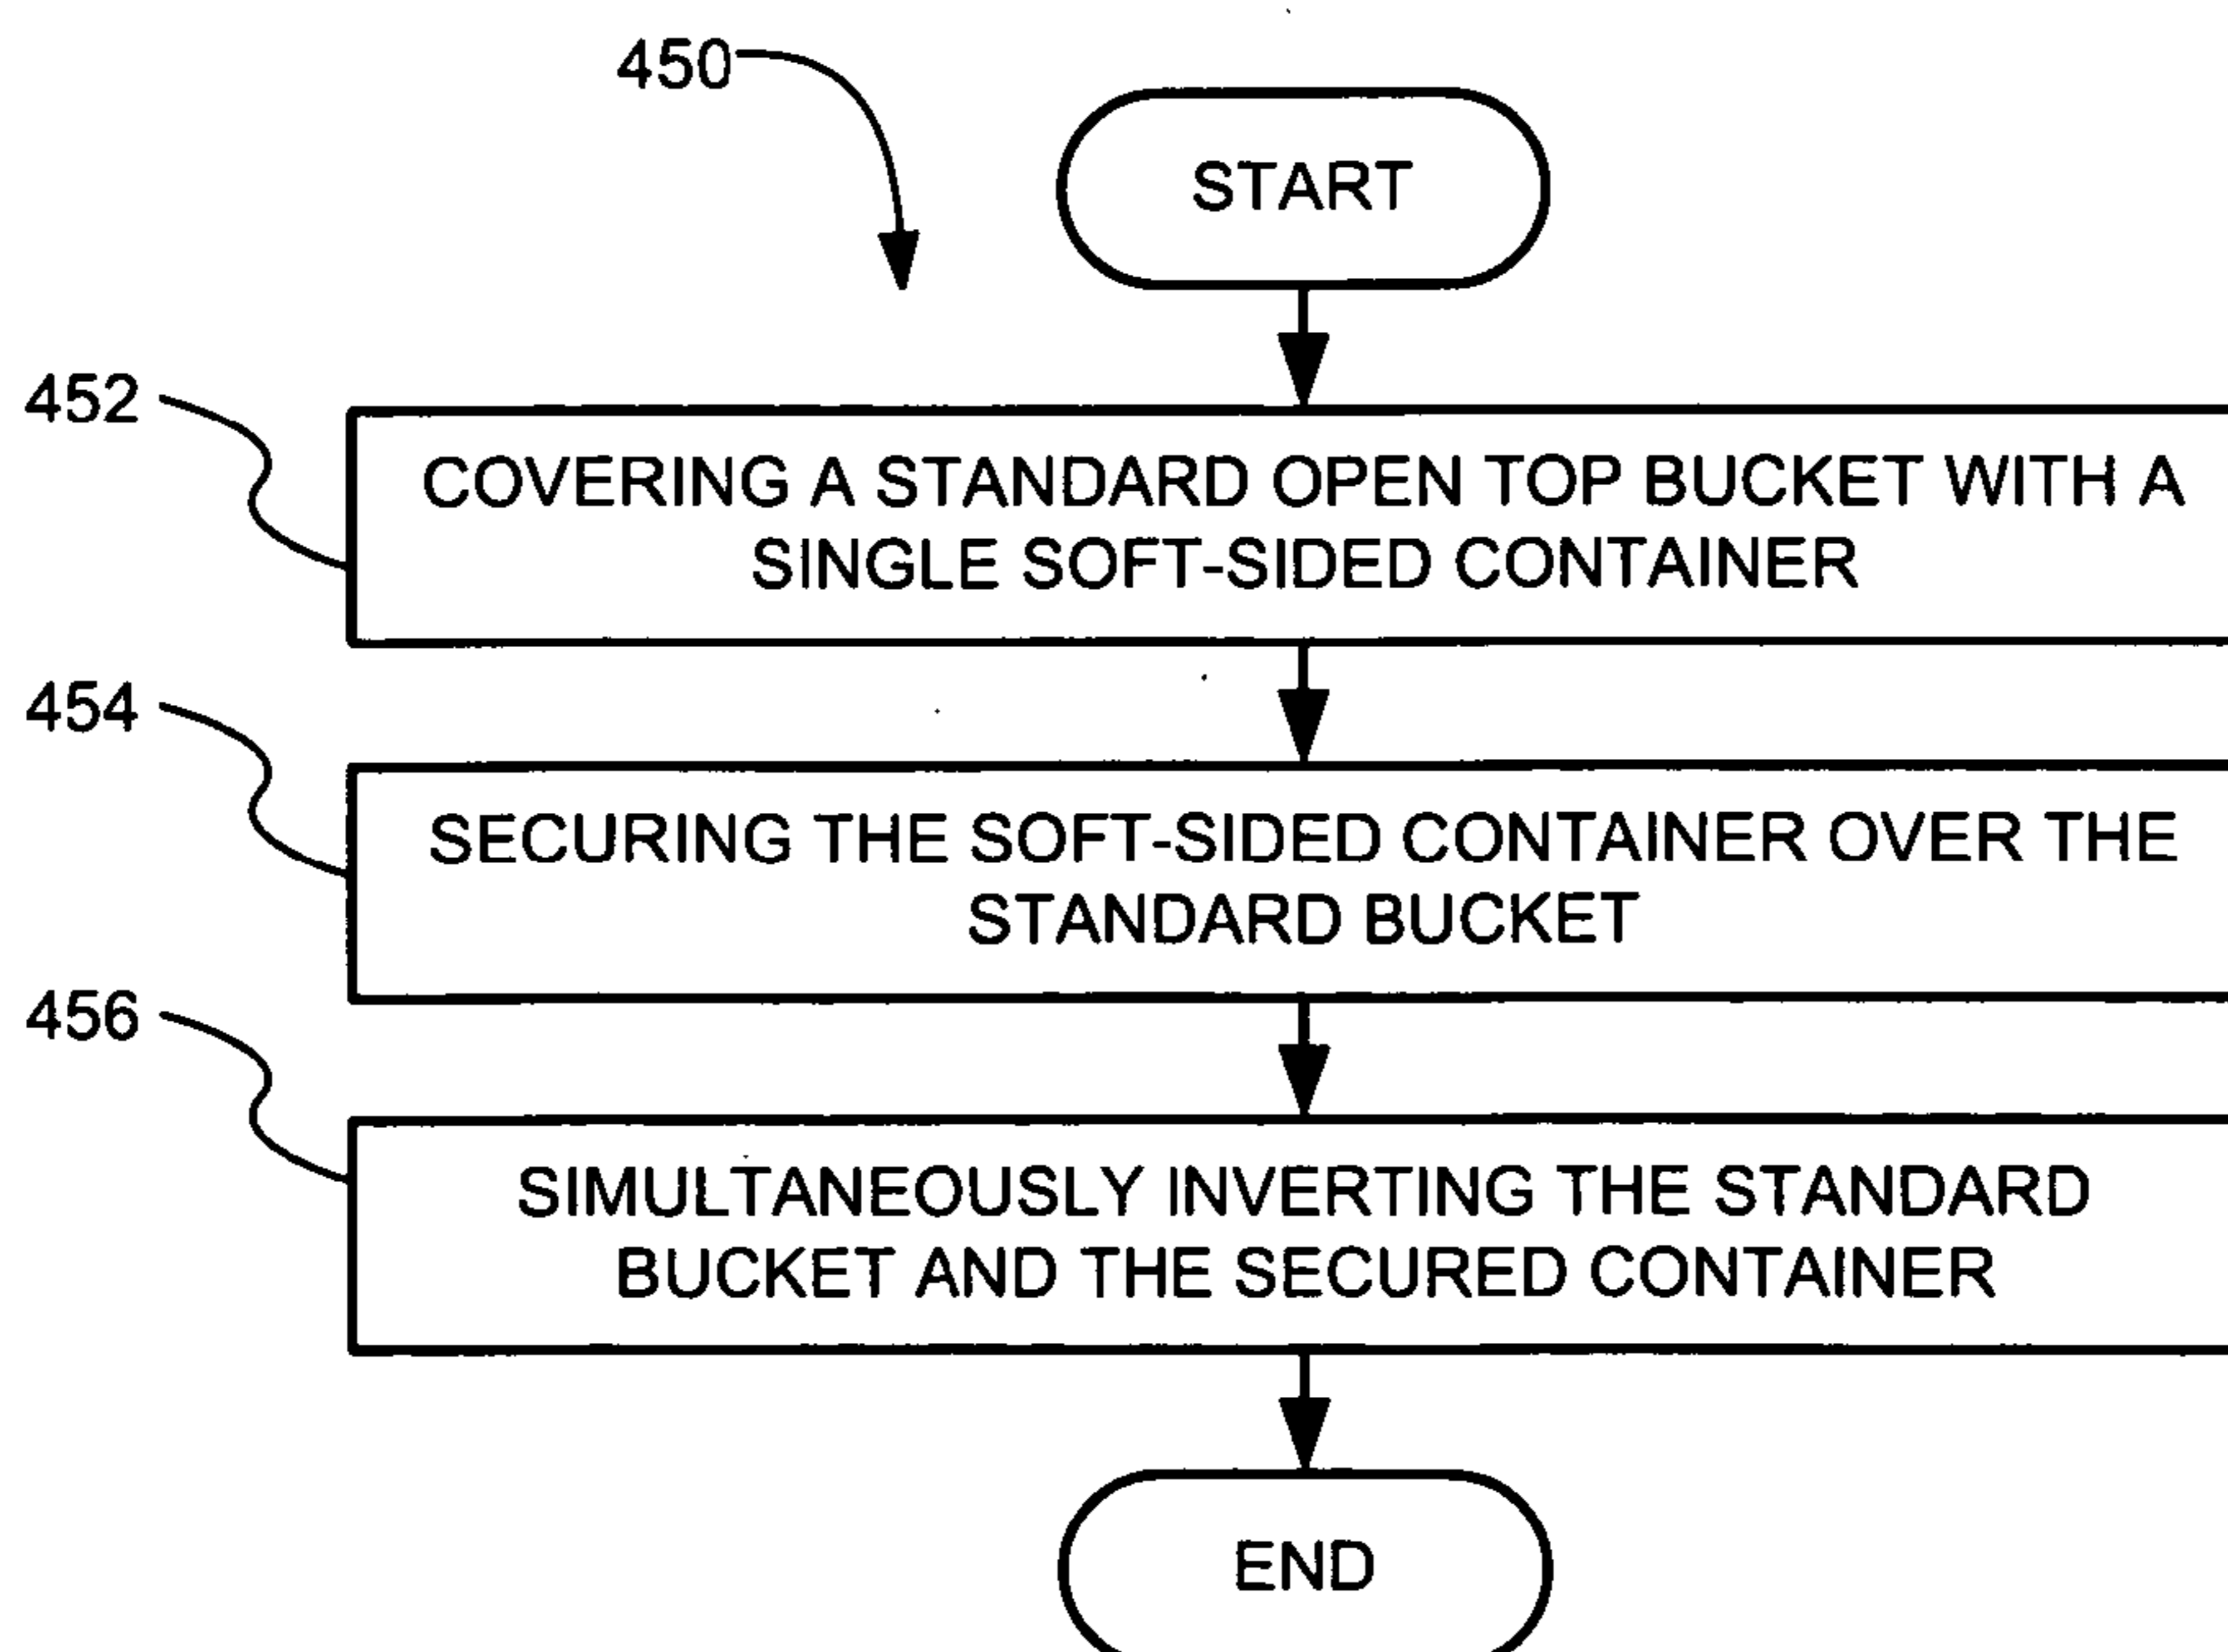 450
START
452
COVERING A STANDARD OPEN TOP BUCKET WITH A
SINGLE SOFT-SIDED CONTAINER
454
SECURING THE SOFT-SIDED CONTAINER OVER THE
STANDARD BUCKET
456
SIMULTANEOUSLY INVERTING THE STANDARD
BUCKET AND THE SECURED CONTAINER
END